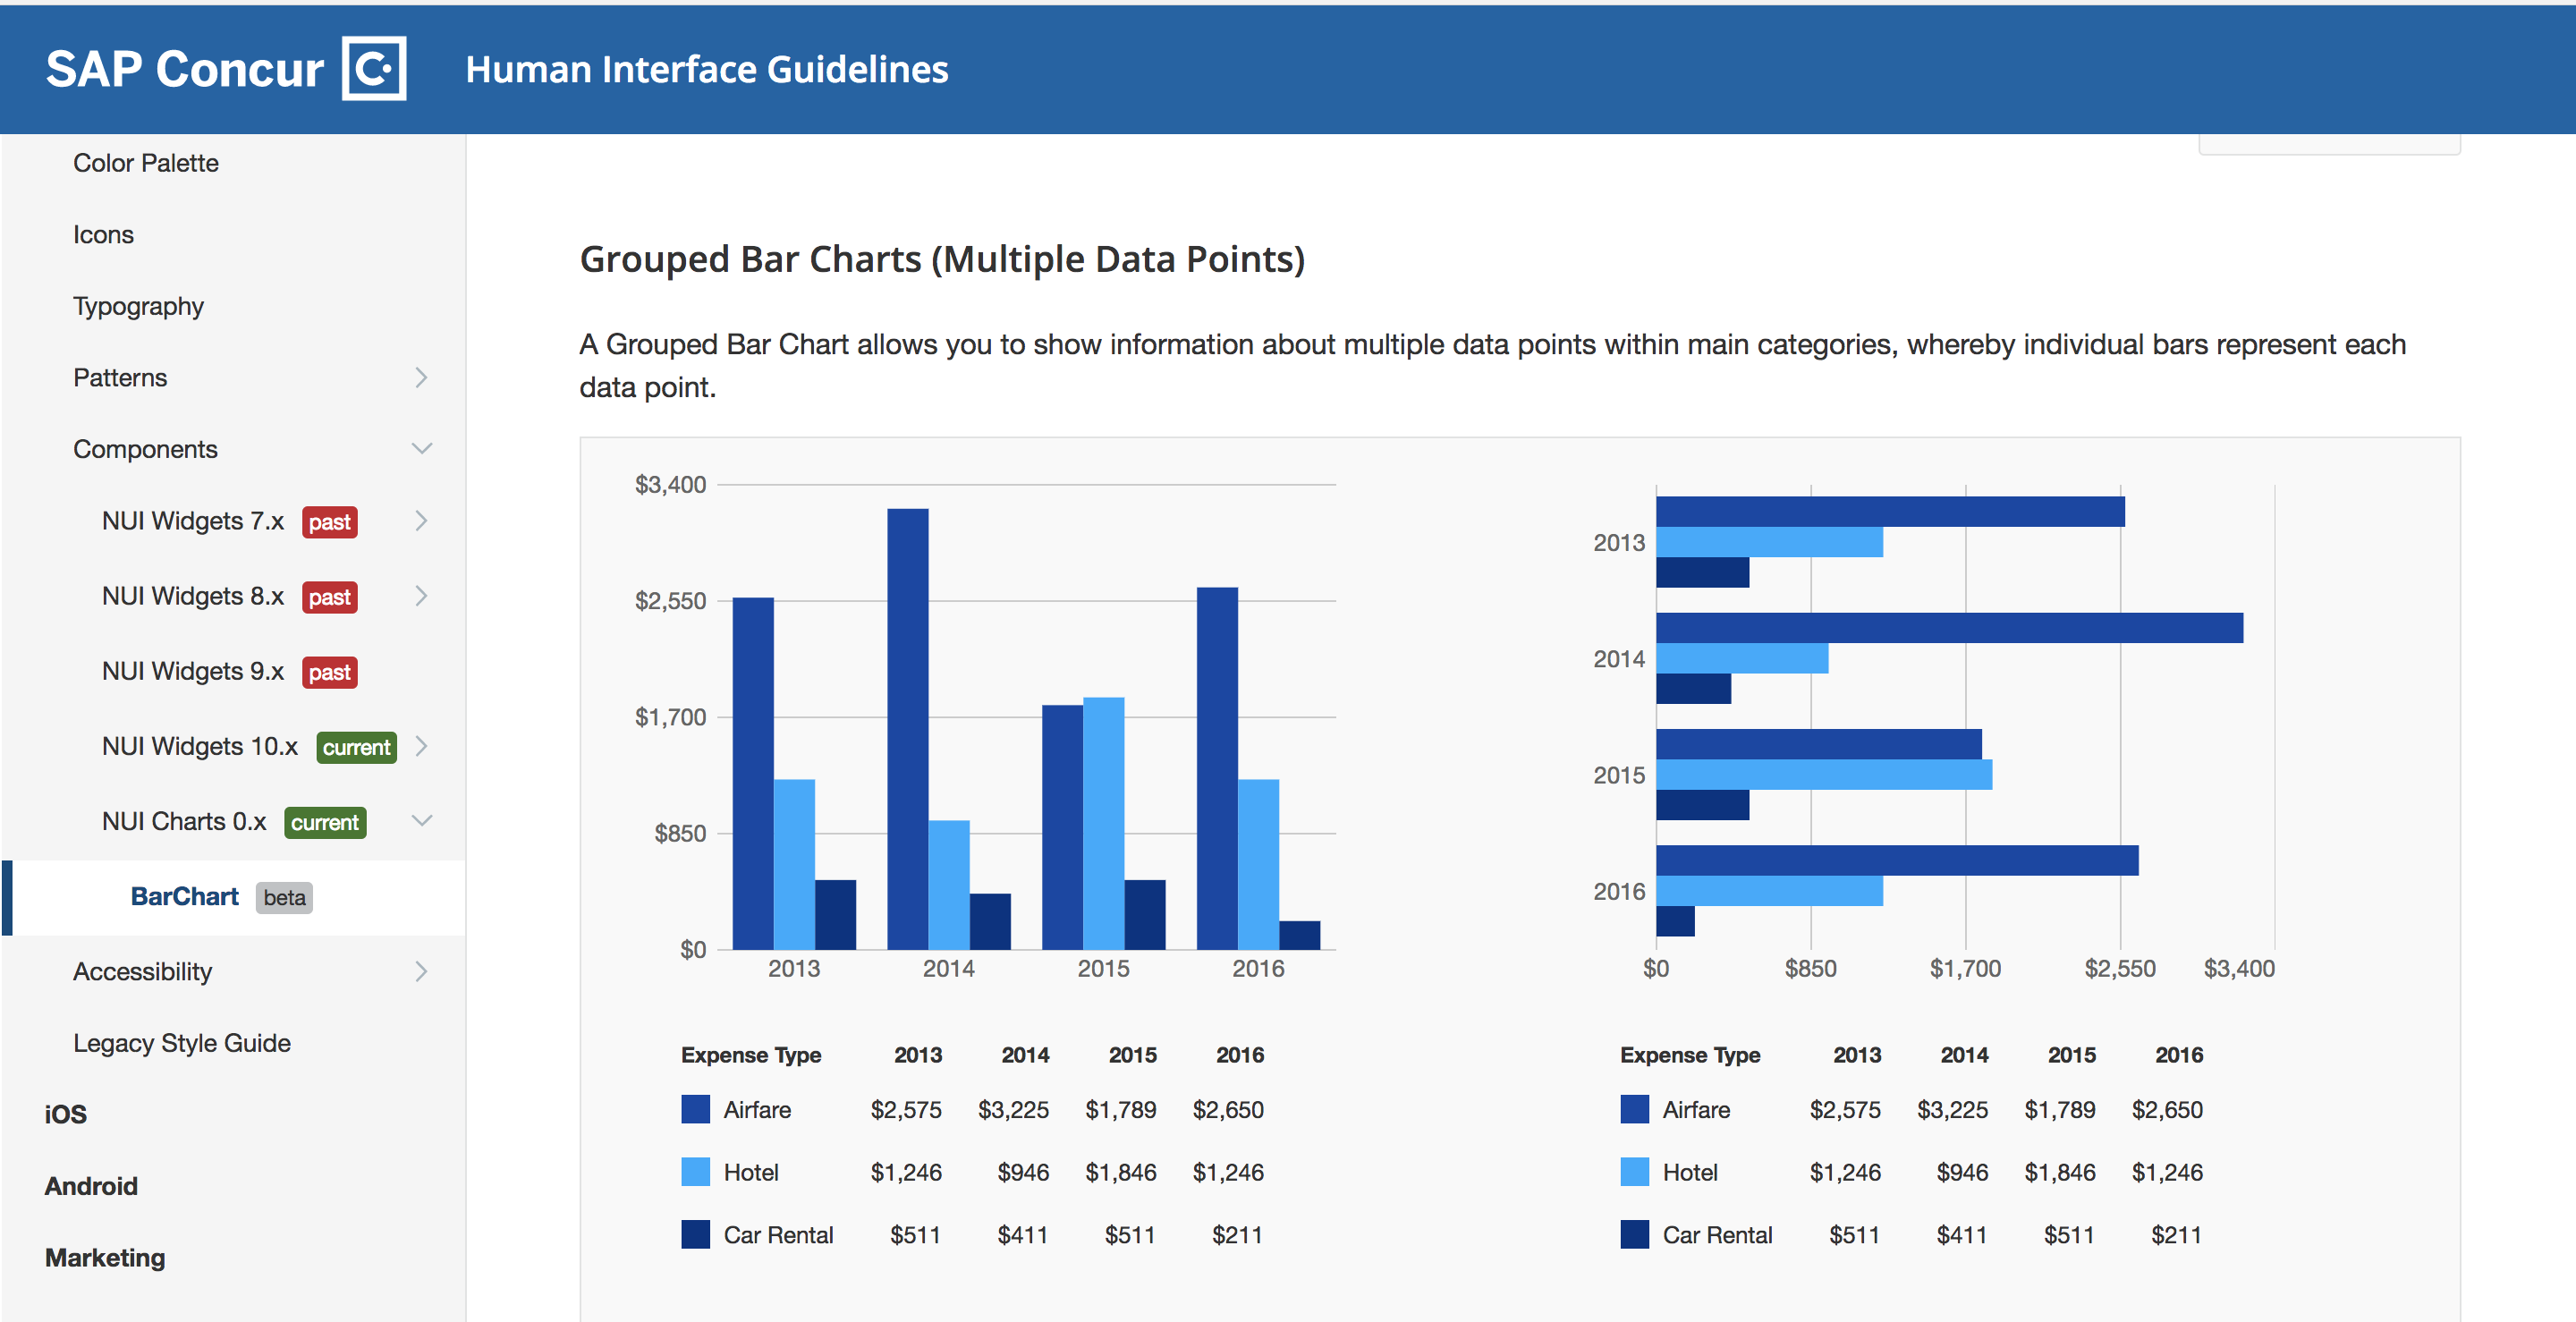 SAP Concur C
Human Interface Guidelines
Color Palette
Icons
Typography
Patterns
Components
NUI Widgets 7.x past
NUI Widgets 8.x past
NUI Widgets 9.x past
NUI Widgets 10.x current
NUI Charts 0.x current
BarChart beta
Accessibility
Legacy Style Guide
iOS
Android
Marketing
Grouped Bar Charts (Multiple Data Points)
A Grouped Bar Chart allows you to show information about multiple data points within main categories, whereby individual bars represent each
data point.
$3,400
$2,550
$1,700
$850
$0
2013 2014 2015 2016
Expense Type 2013 2014 2015 2016
Airfare $2,575 $3,225 $1,789 $2,650
Hotel $1,246 $946 $1,846 $1,246
Car Rental $511 $411 $511 $211
2013
2014
2015
2016
$0 $850 $1,700 $2,550 $3,400
Expense Type 2013 2014 2015 2016
Airfare $2,575 $3,225 $1,789 $2,650
Hotel $1,246 $946 $1,846 $1,246
Car Rental $511 $411 $511 $211